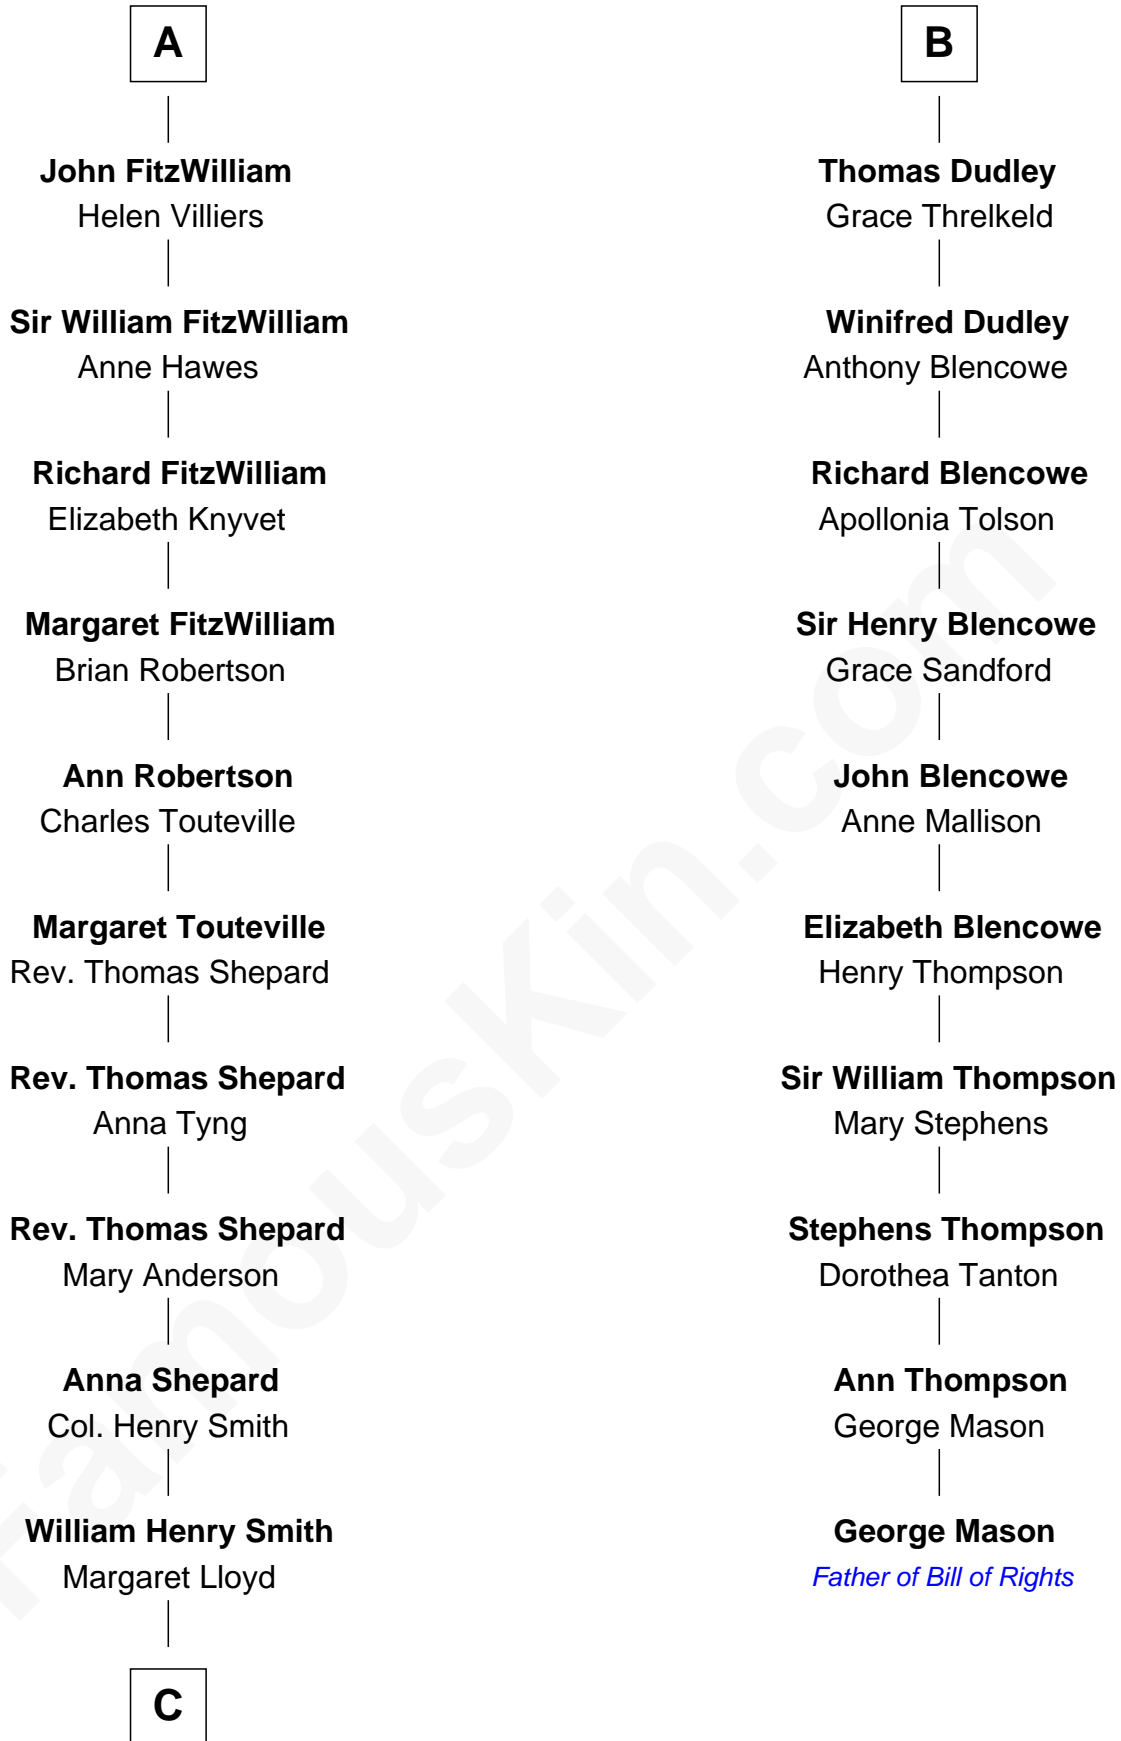 A
John FitzWilliam
Helen Villiers
Sir William FitzWilliam
Anne Hawes
Richard FitzWilliam
Elizabeth Knyvet
Margaret FitzWilliam
Brian Robertson
Ann Robertson
Charles Touteville
Margaret Touteville
Rev. Thomas Shepard
Rev. Thomas Shepard
Anna Tyng
Rev. Thomas Shepard
Mary Anderson
Anna Shepard
Col. Henry Smith
William Henry Smith
Margaret Lloyd
C
B
Thomas Dudley
Grace Threlkeld
Winifred Dudley
Anthony Blencowe
Richard Blencowe
Apollonia Tolson
Sir Henry Blencowe
Grace Sandford
John Blencowe
Anne Mallison
Elizabeth Blencowe
Henry Thompson
Sir William Thompson
Mary Stephens
Stephens Thompson
Dorothea Tanton
Ann Thompson
George Mason
George Mason
Father of Bill of Rights
FamousKin.com